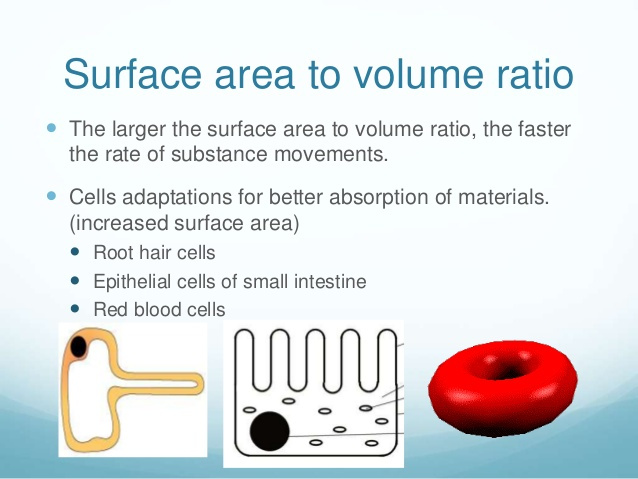 Surface area to volume ratio
The larger the surface area to volume ratio, the faster
the rate of substance movements.
Cells adaptations for better absorption of materials.
(increased surface area)
Root hair cells
Epithelial cells of small intestine
Red blood cells